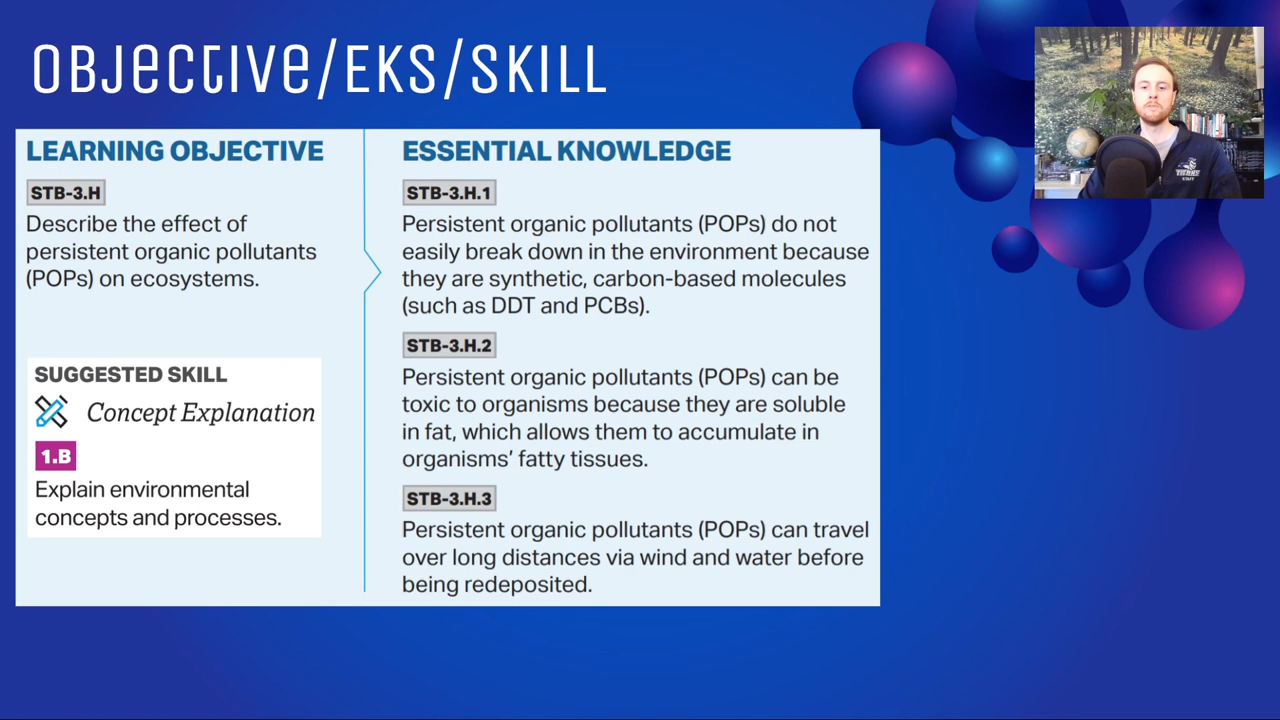 OBJECTIVE/EKS/SKILL
LEARNING OBJECTIVE
STB-3.H
Describe the effect of
persistent organic pollutants
(POPs) on ecosystems.
SUGGESTED SKILL
Concept Explanation
1.B
Explain environmental
concepts and processes.
ESSENTIAL KNOWLEDGE
STB-3.H.1
Persistent organic pollutants (POPs) do not
easily break down in the environment because
they are synthetic, carbon-based molecules
(such as DDT and PCBs).
STB-3.H.2
Persistent organic pollutants (POPs) can be
toxic to organisms because they are soluble
in fat, which allows them to accumulate in
organisms’ fatty tissues.
STB-3.H.3
Persistent organic pollutants (POPs) can travel
over long distances via wind and water before
being redeposited.
STAFF